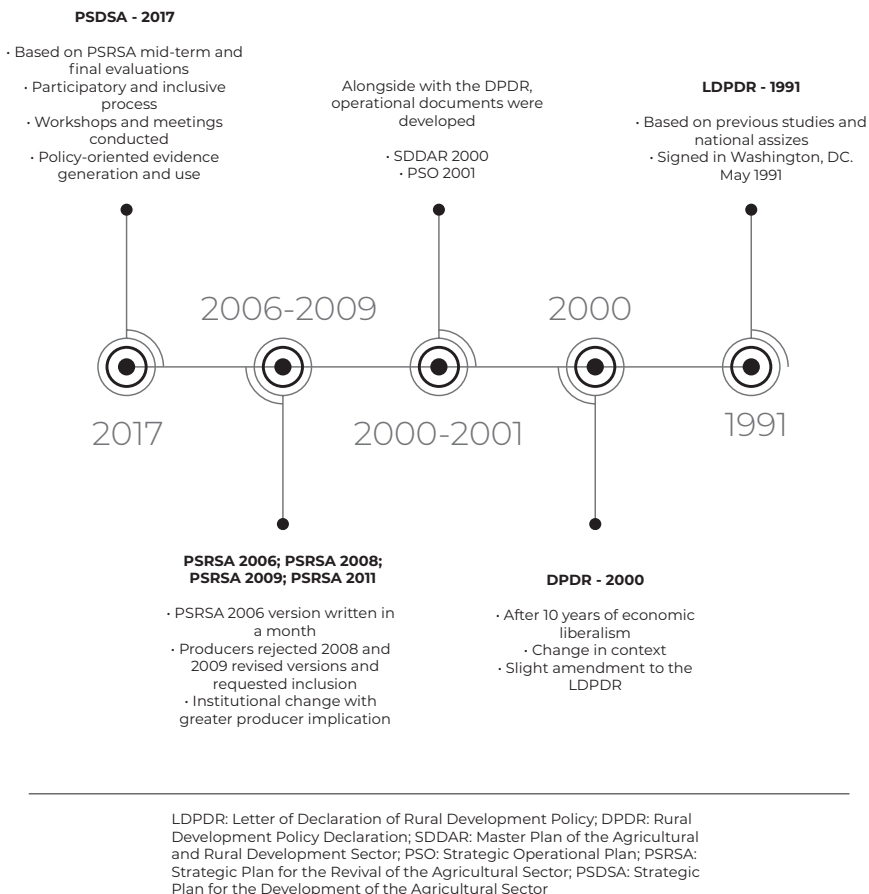 PSDSA - 2017
• Based on PSRSA mid-term and
final evaluations
• Participatory and inclusive
process
• Workshops and meetings
conducted
• Policy-oriented evidence
generation and use
Alongside with the DPDR,
operational documents were
developed
• SDDAR 2000
• PSO 2001
LDPDR - 1991
• Based on previous studies and
national assizes
• Signed in Washington, DC.
May 1991
2006-2009
2000
2017
2000-2001
1991
PSRSA 2006; PSRSA 2008;
PSRSA 2009; PSRSA 2011
• PSRSA 2006 version written in
a month
• Producers rejected 2008 and
2009 revised versions and
requested inclusion
• Institutional change with
greater producer implication
DPDR - 2000
• After 10 years of economic
liberalism
• Change in context
• Slight amendment to the
LDPDR
LDPDR: Letter of Declaration of Rural Development Policy; DPDR: Rural
Development Policy Declaration; SDDAR: Master Plan of the Agricultural
and Rural Development Sector; PSO: Strategic Operational Plan; PSRSA:
Strategic Plan for the Revival of the Agricultural Sector; PSDSA: Strategic
Plan for the Development of the Agricultural Sector